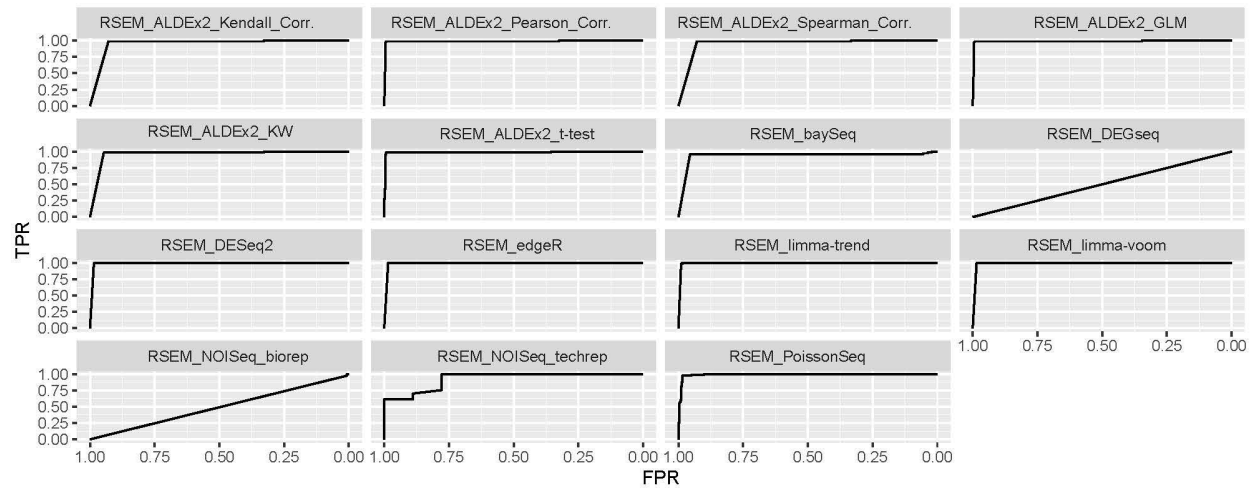 RSEM_ALDEx2_Kendall_Corr. RSEM_ALDEx2_Pearson_Corr. RSEM_ALDEx2_Spearman_Corr. RSEM_ALDEx2_GLM
1.00
0.75
0.50
0.25
0.00
RSEM_ALDEx2_KW RSEM_ALDEx2_t-test RSEM_baySeq RSEM_DEGseq
1.00
0.75
0.50
0.25
0.00
TPR
RSEM_DESeq2 RSEM_edgeR RSEM_limma-trend RSEM_limma-voom
1.00
0.75
0.50
0.25
0.00
1.00 0.75 0.50 0.25 0.00
RSEM_NOISeq_biorep RSEM_NOISeq_techrep RSEM_PoissonSeq
1.00
0.75
0.50
0.25
0.00
1.00 0.75 0.50 0.25 0.00 1.00 0.75 0.50 0.25 0.00 1.00 0.75 0.50 0.25 0.00
FPR